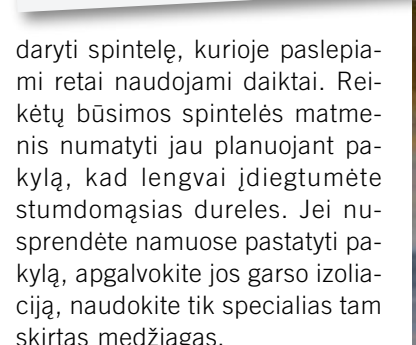 daryti spintelę, kurioje paslepia-
mi retai naudojami daiktai. Rei-
kėtų būsimos spintelės matme-
nis numatyti jau planuojant pa-
kylą, kad lengvai įdiegtumėte
stumdomąsias dureles. Jei nu-
sprendėte namuose pastatyti pa-
kylą, apgalvokite jos garso izolia-
ciją, naudokite tik specialias tam
skirtas medžiagas.